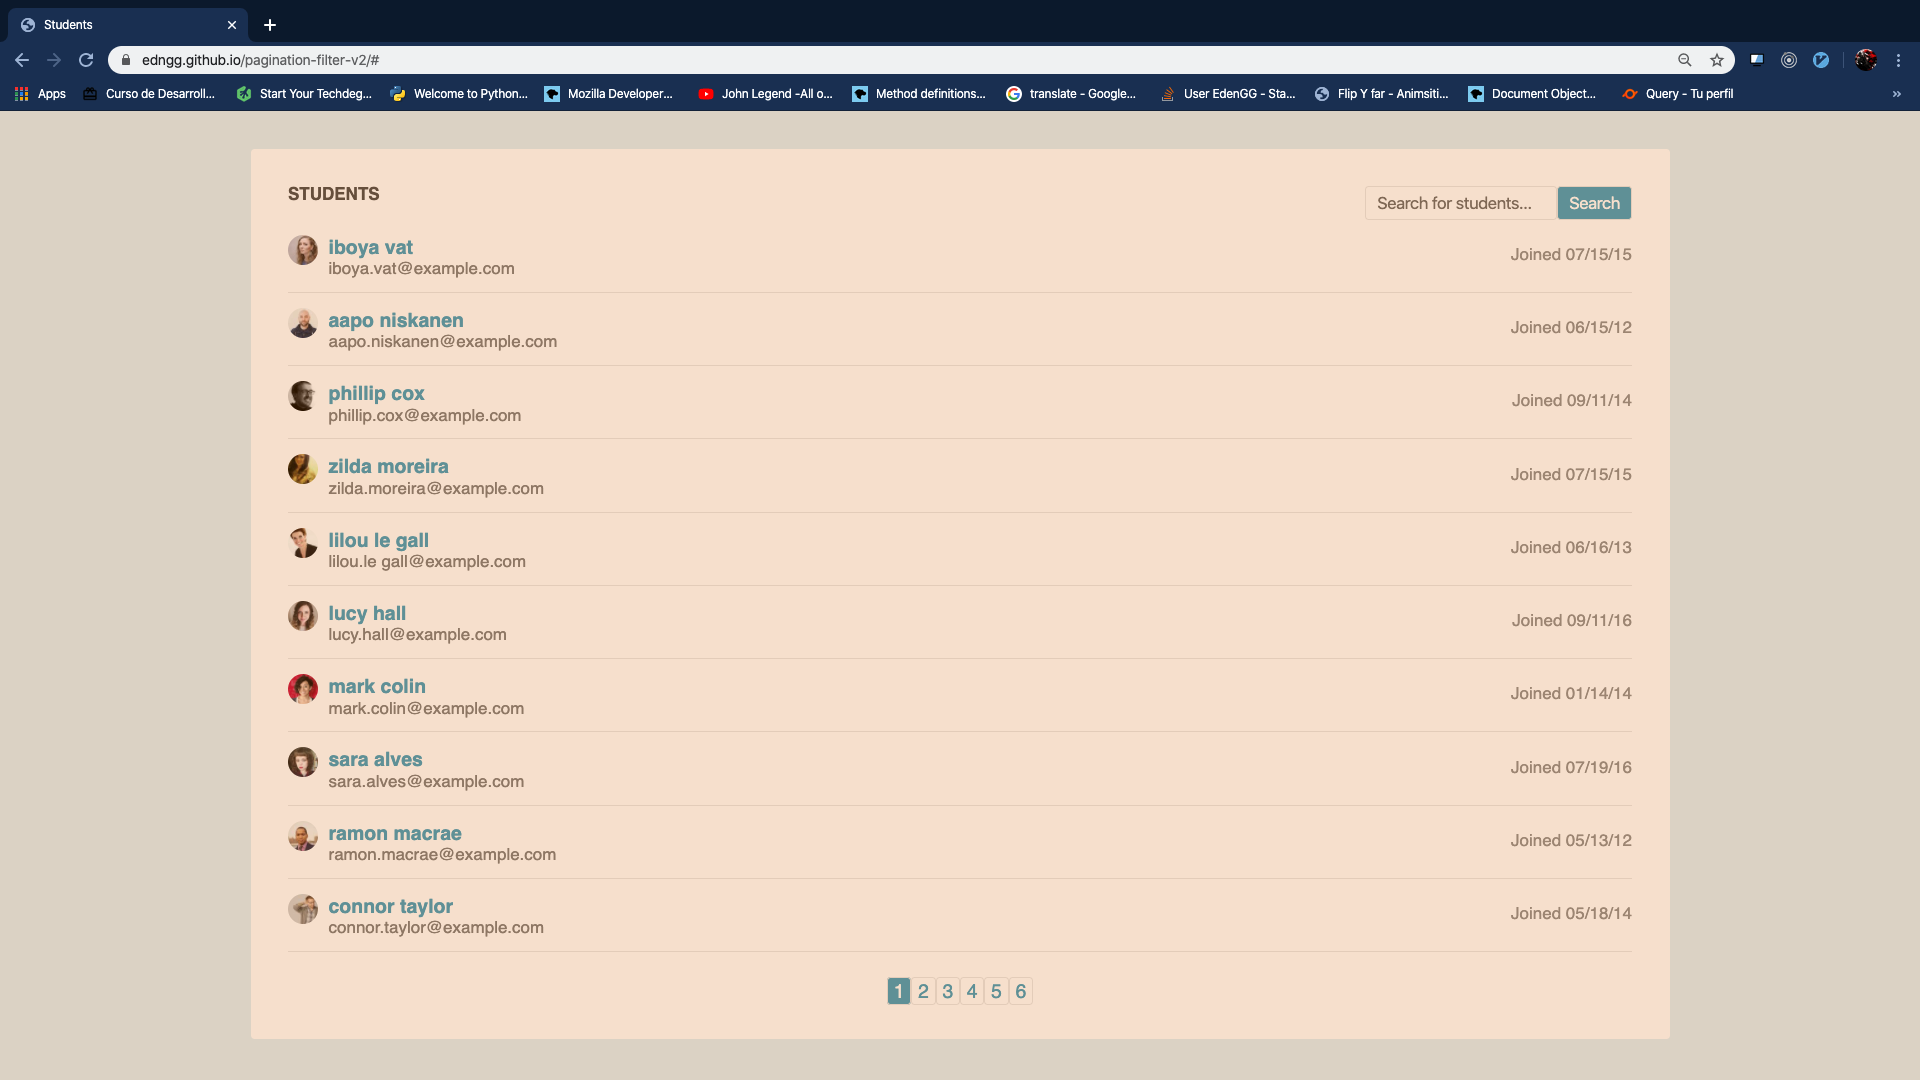 Students
edngg.github.io/pagination-filter-v2/#
Apps
Curso de Desarroll...
Start Your Techdeg...
Welcome to Python...
Mozilla Developer...
John Legend -All o...
Method definitions...
translate - Google...
User EdenGG - Sta...
Flip Y far - Animsiti...
Document Object...
Query - Tu perfil
»
STUDENTS
Search for students...
Search
iboya vat
iboya.vat@example.com
Joined 07/15/15
aapo niskanen
aapo.niskanen@example.com
Joined 06/15/12
phillip cox
phillip.cox@example.com
Joined 09/11/14
zilda moreira
zilda.moreira@example.com
Joined 07/15/15
lilou le gall
lilou.le gall@example.com
Joined 06/16/13
lucy hall
lucy.hall@example.com
Joined 09/11/16
mark colin
mark.colin@example.com
Joined 01/14/14
sara alves
sara.alves@example.com
Joined 07/19/16
ramon macrae
ramon.macrae@example.com
Joined 05/13/12
connor taylor
connor.taylor@example.com
Joined 05/18/14
1 2 3 4 5 6